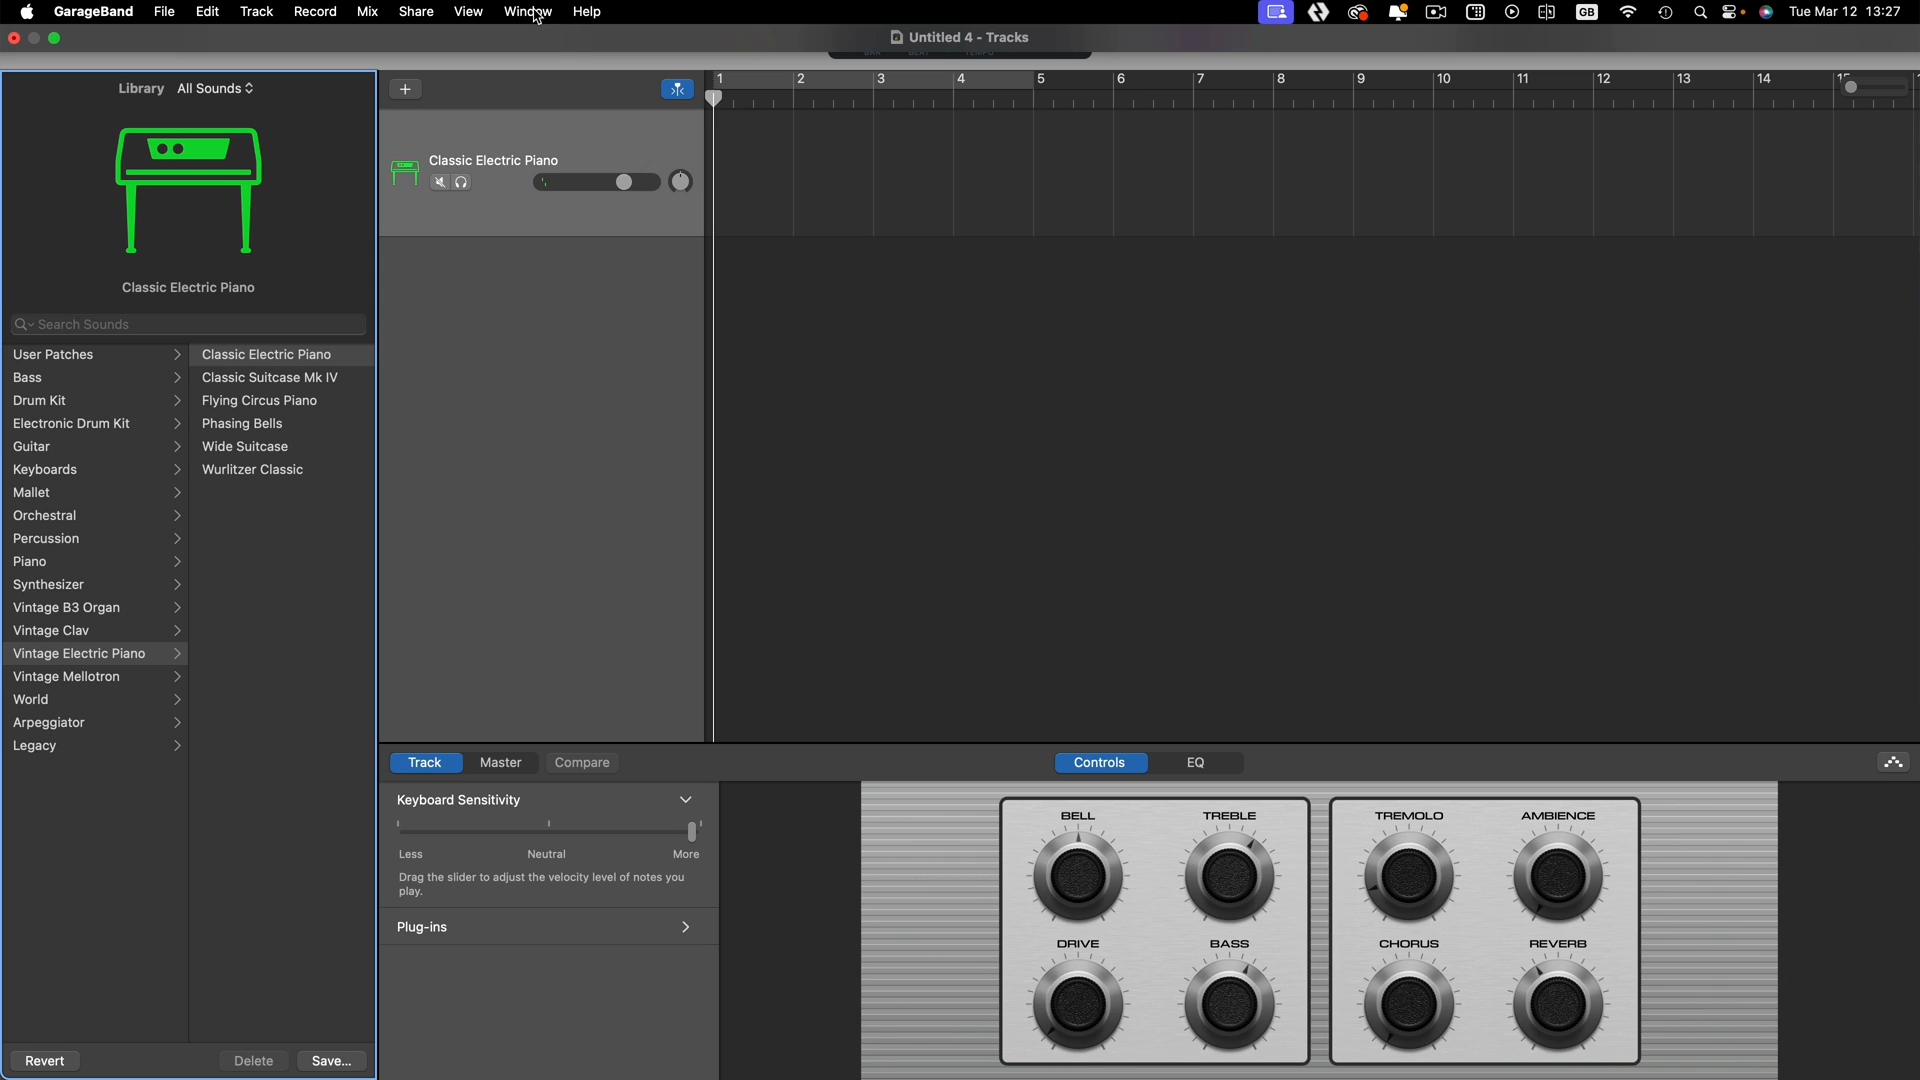 GarageBand File Edit Track Record Mix Share View Window Help GB Tue Mar 12 13:27
Untitled 4 - Tracks
Library All Sounds
1 2 3 4 5 6 7 8 9 10 11 12 13 14
Classic Electric Piano
Classic Electric Piano
Search Sounds
User Patches
Bass
Drum Kit
Electronic Drum Kit
Guitar
Keyboards
Mallet
Orchestral
Percussion
Piano
Synthesizer
Vintage B3 Organ
Vintage Clav
Vintage Electric Piano
Vintage Mellotron
World
Arpeggiator
Legacy
Classic Electric Piano
Classic Suitcase Mk IV
Flying Circus Piano
Phasing Bells
Wide Suitcase
Wurlitzer Classic
Revert Delete Save...
Track Master Compare Controls EQ
Keyboard Sensitivity
Less Neutral More
Drag the slider to adjust the velocity level of notes you
play.
Plug-ins
BELL TREBLE TREMOLO AMBIENCE
DRIVE BASS CHORUS REVERB